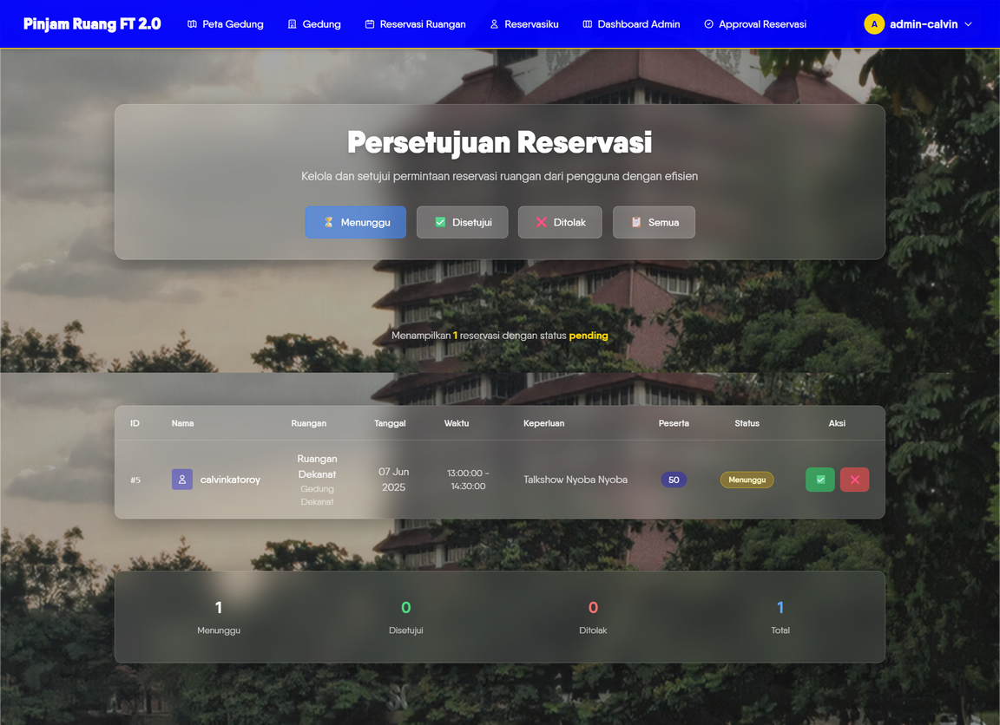 Pinjam Ruang FT 2.0 Peta Gedung Gedung Reservasi Ruangan Reservasiku Dashboard Admin Approval Reservasi A admin-calvin
Persetujuan Reservasi
Kelola dan setujui permintaan reservasi ruangan dari pengguna dengan efisien
Menunggu Disetujui Ditolak Semua
Menampilkan 1 reservasi dengan status pending
ID Nama Ruangan Tanggal Waktu Keperluan Peserta Status Aksi
#5 calvinkatoroy
Ruangan
Dekanat
Gedung
Dekanat
07 Jun
2025
13:00:00 -
14:30:00
Talkshow Nyoba Nyoba
50
Menunggu
1 0 0 1
Menunggu Disetujui Ditolak Total